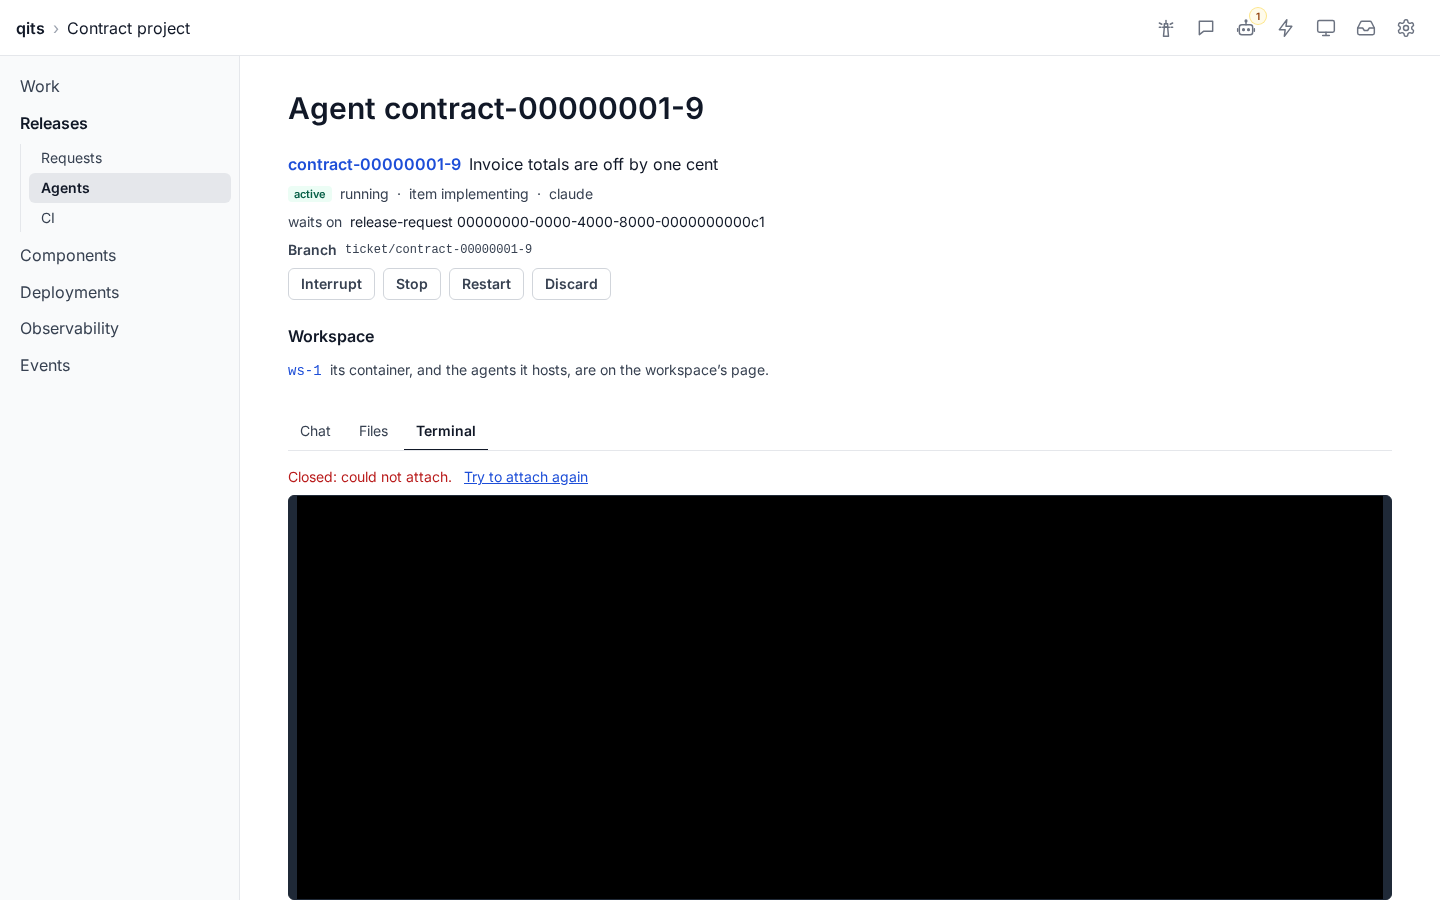 qits › Contract project
1
Work
Releases
Requests
Agents
CI
Components
Deployments
Observability
Events
Agent contract-00000001-9
contract-00000001-9 Invoice totals are off by one cent
active running · item implementing · claude
waits on release-request 00000000-0000-4000-8000-0000000000c1
Branch ticket/contract-00000001-9
Interrupt Stop Restart Discard
Workspace
ws-1 its container, and the agents it hosts, are on the workspace’s page.
Chat Files Terminal
Closed: could not attach. Try to attach again